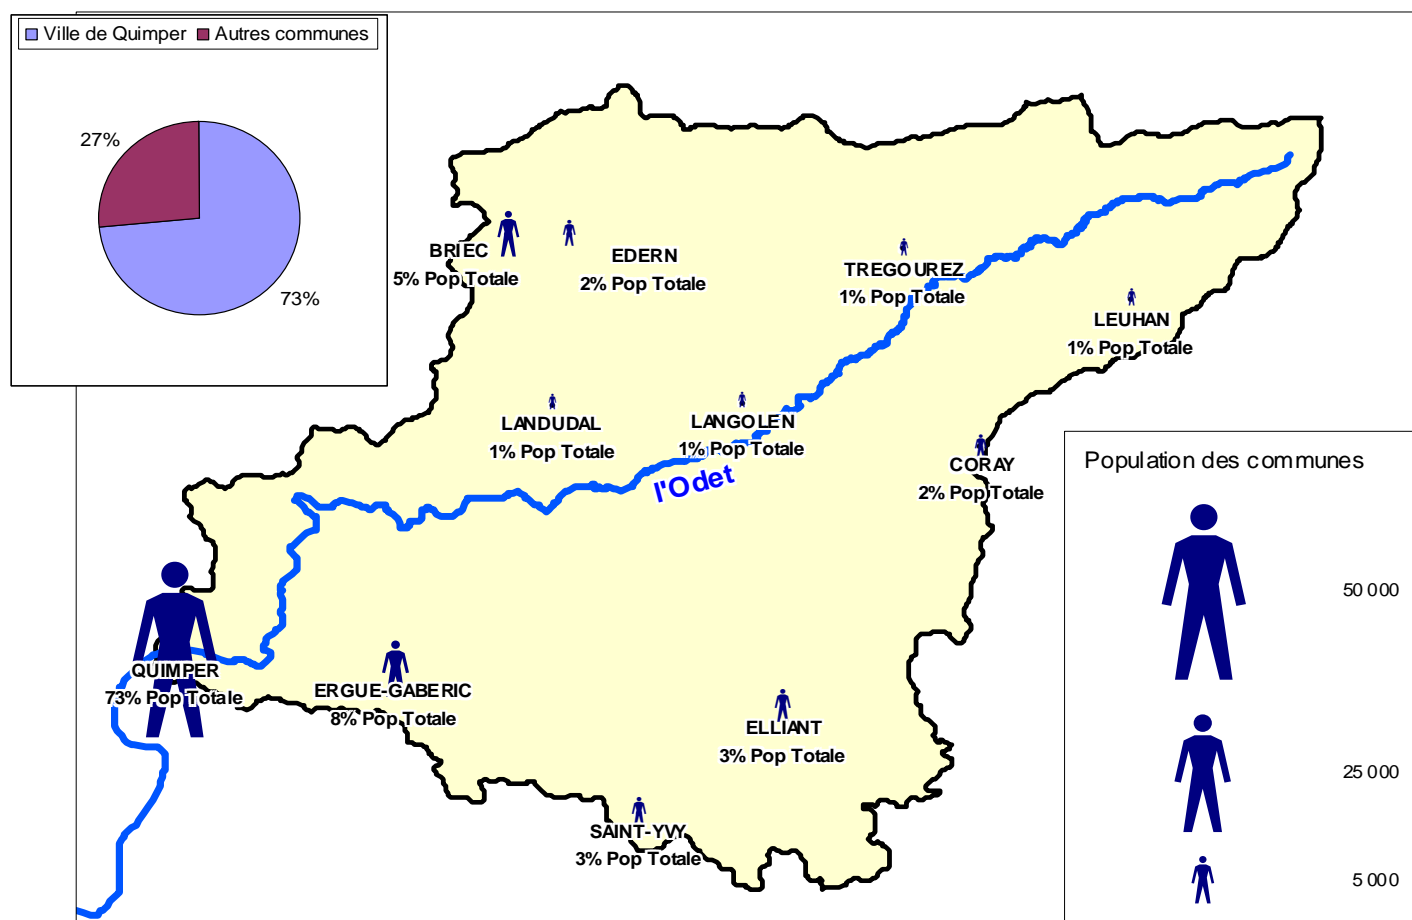 Ville de Quimper Autres communes
27%
73%
BRIEC
5% Pop Totale
EDERN
2% Pop Totale
TREGOUREZ
1% Pop Totale
LEUHAN
1% Pop Totale
LANDUDAL
1% Pop Totale
LANGOLEN
1% Pop Totale
l'Odet
CORAY
2% Pop Totale
QUIMPER
73% Pop Totale
ERGUE-GABERIC
8% Pop Totale
ELLIANT
3% Pop Totale
SAINT-YVY
3% Pop Totale
Population des communes
50 000
25 000
5 000